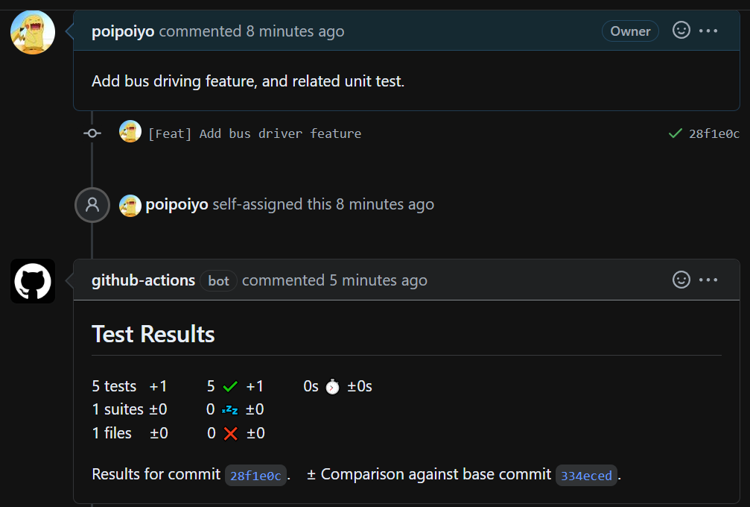 poipoiyo commented 8 minutes ago Owner
Add bus driving feature, and related unit test.
[Feat] Add bus driver feature 28f1e0c
poipoiyo self-assigned this 8 minutes ago
github-actions bot commented 5 minutes ago
Test Results
5 tests +1 5 ✓ +1 0s ⏱ ±0s
1 suites ±0 0 💤 ±0
1 files ±0 0 ❌ ±0
Results for commit 28f1e0c. ± Comparison against base commit 334eced.